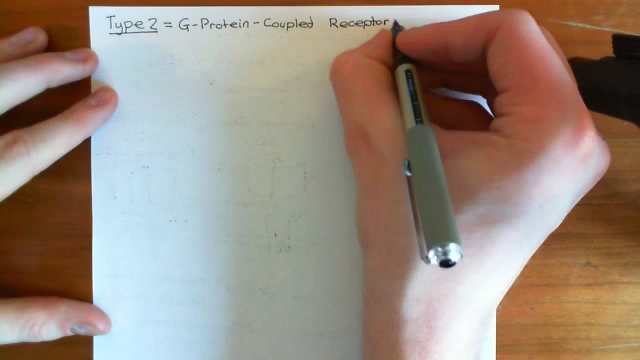 Type 2 = G-Protein-Coupled Receptor